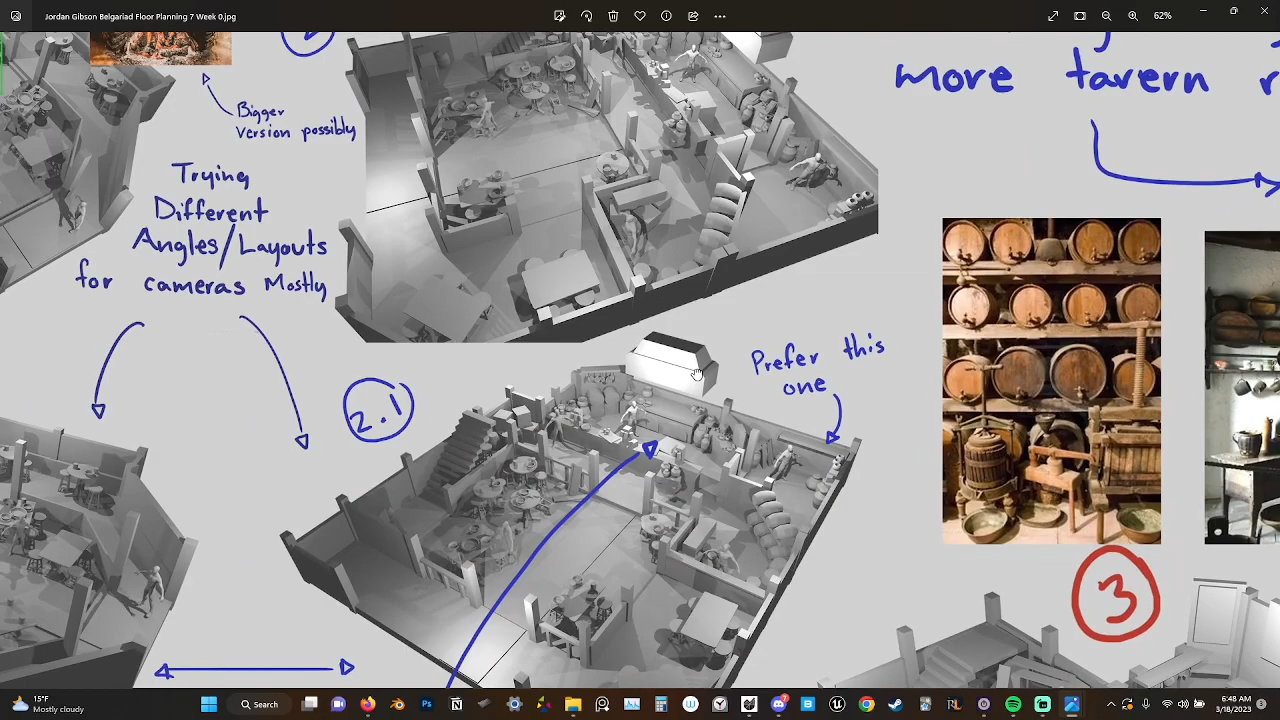 Jordan Gibson Belgariad Floor Planning 7 Week 0.jpg
62%
more tavern r
Bigger
Version possibly
Trying
Different
Angles/Layouts
for cameras Mostly
2.1
Prefer this
one
3
15°F
Mostly cloudy
Search
7
6:48 AM
3/18/2023